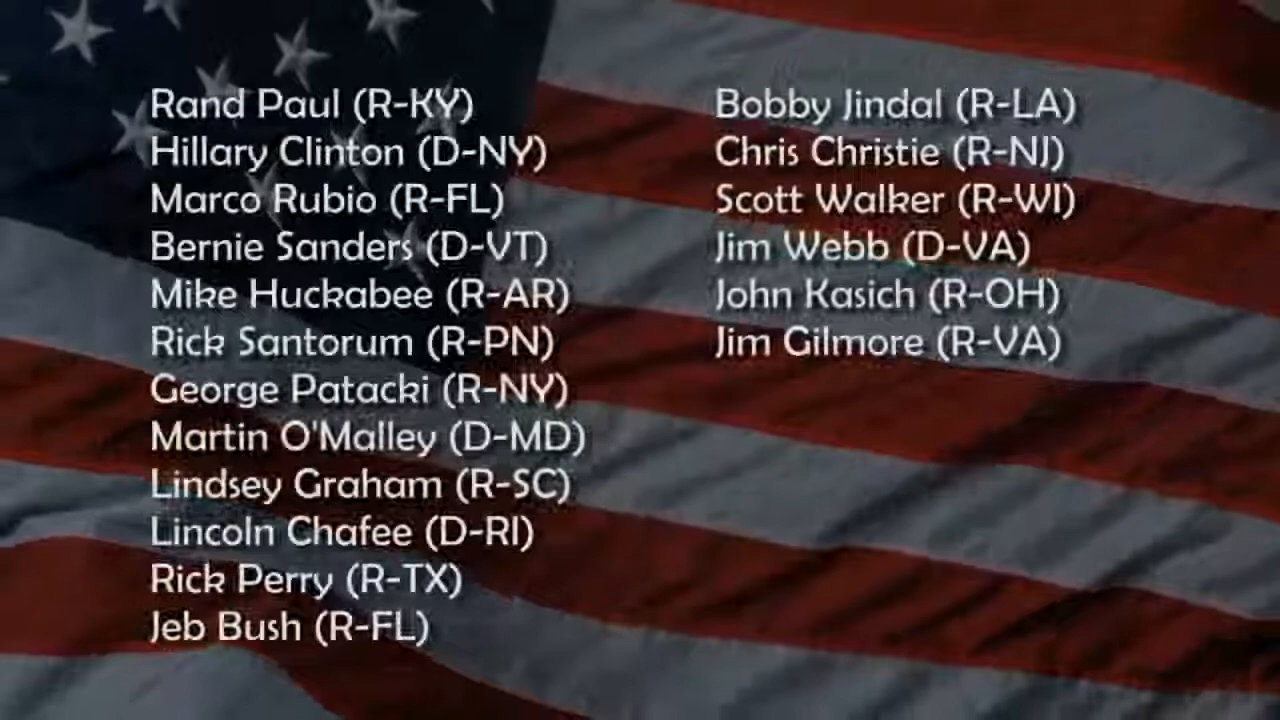 Rand Paul (R-KY)
Hillary Clinton (D-NY)
Marco Rubio (R-FL)
Bernie Sanders (D-VT)
Mike Huckabee (R-AR)
Rick Santorum (R-PN)
George Patacki (R-NY)
Martin O'Malley (D-MD)
Lindsey Graham (R-SC)
Lincoln Chafee (D-RI)
Rick Perry (R-TX)
Jeb Bush (R-FL)
Bobby Jindal (R-LA)
Chris Christie (R-NJ)
Scott Walker (R-WI)
Jim Webb (D-VA)
John Kasich (R-OH)
Jim Gilmore (R-VA)